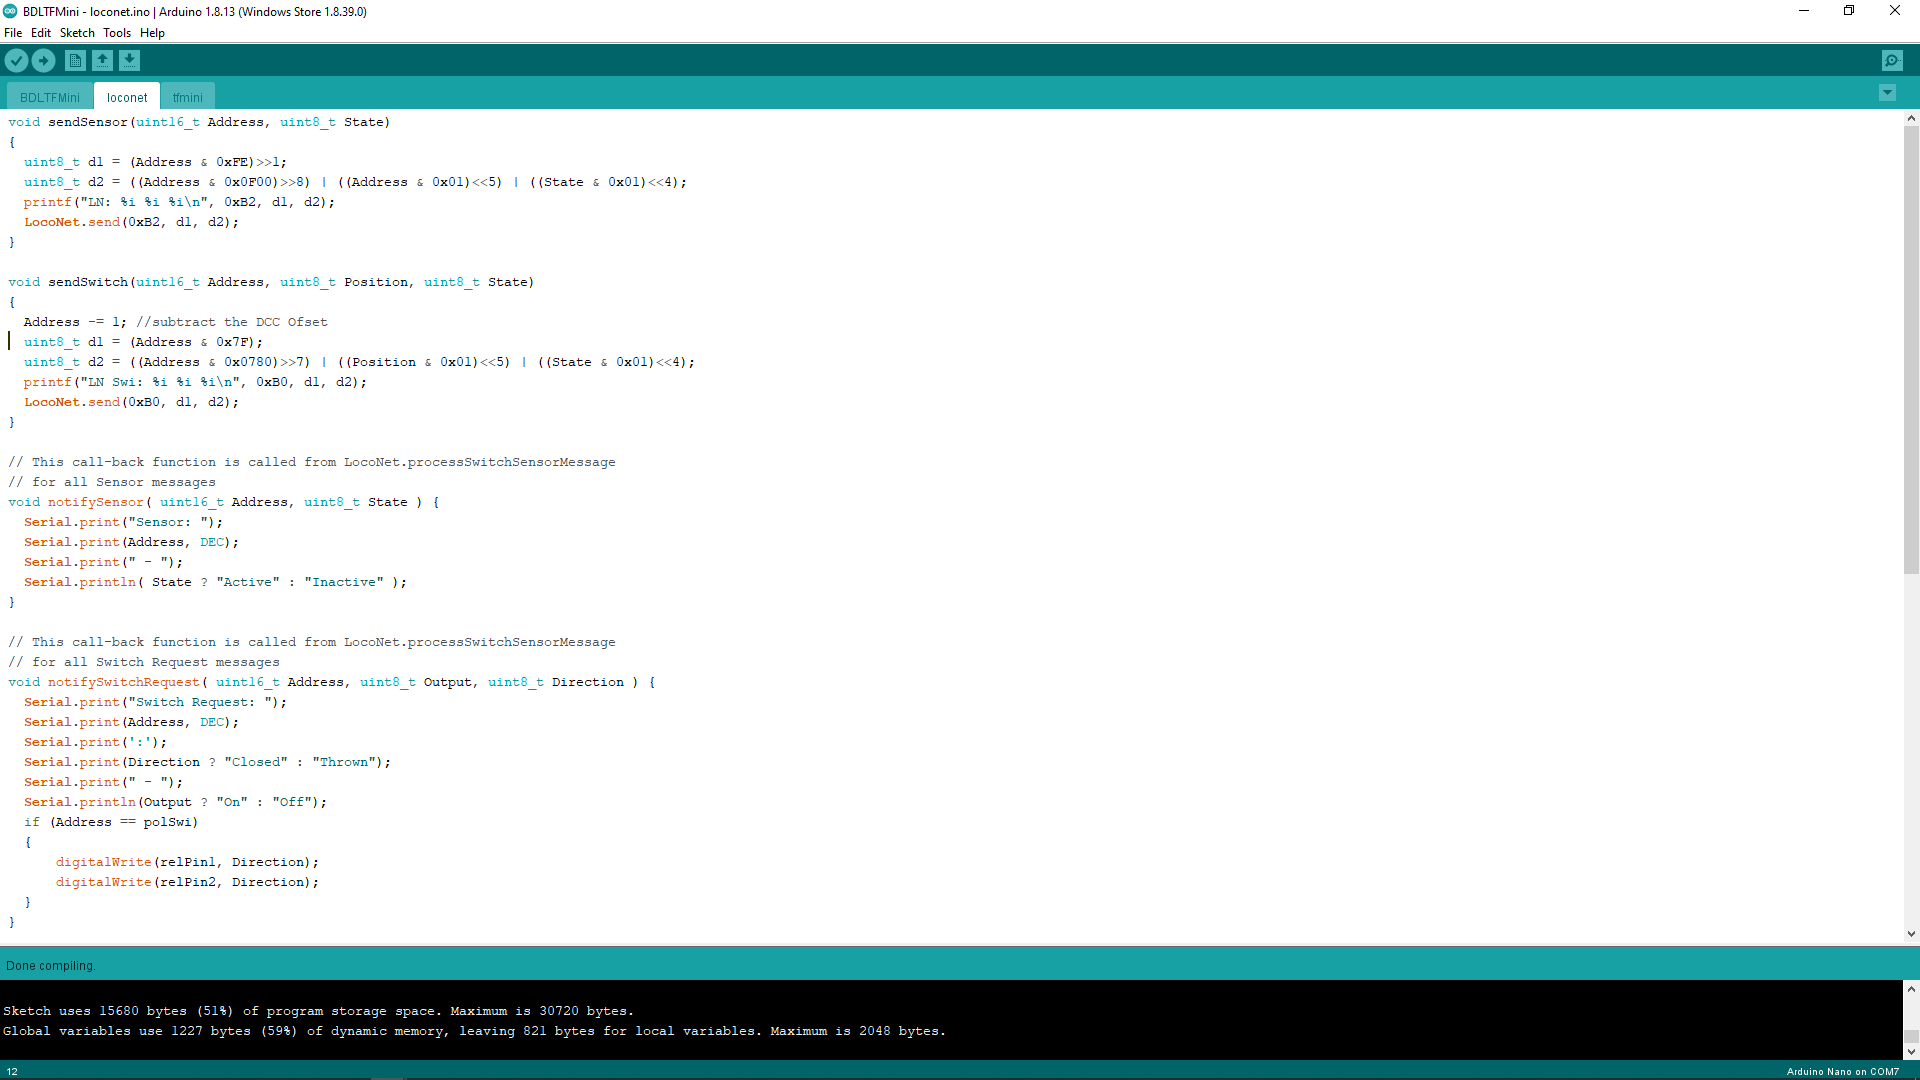 BDLTFMini - loconet.ino | Arduino 1.8.13 (Windows Store 1.8.39.0)
File Edit Sketch Tools Help
BDLTFMini loconet tfmini
void sendSensor(uint16_t Address, uint8_t State)
{
  uint8_t d1 = (Address & 0xFE)>>1;
  uint8_t d2 = ((Address & 0x0F00)>>8) | ((Address & 0x01)<<5) | ((State & 0x01)<<4);
  printf("LN: %i %i %i\n", 0xB2, d1, d2);
  LocoNet.send(0xB2, d1, d2);
}
void sendSwitch(uint16_t Address, uint8_t Position, uint8_t State)
{
  Address -= 1; //subtract the DCC Ofset
  uint8_t d1 = (Address & 0x7F);
  uint8_t d2 = ((Address & 0x0780)>>7) | ((Position & 0x01)<<5) | ((State & 0x01)<<4);
  printf("LN Swi: %i %i %i\n", 0xB0, d1, d2);
  LocoNet.send(0xB0, d1, d2);
}
// This call-back function is called from LocoNet.processSwitchSensorMessage
// for all Sensor messages
void notifySensor( uint16_t Address, uint8_t State ) {
  Serial.print("Sensor: ");
  Serial.print(Address, DEC);
  Serial.print(" - ");
  Serial.println( State ? "Active" : "Inactive" );
}
// This call-back function is called from LocoNet.processSwitchSensorMessage
// for all Switch Request messages
void notifySwitchRequest( uint16_t Address, uint8_t Output, uint8_t Direction ) {
  Serial.print("Switch Request: ");
  Serial.print(Address, DEC);
  Serial.print(':');
  Serial.print(Direction ? "Closed" : "Thrown");
  Serial.print(" - ");
  Serial.println(Output ? "On" : "Off");
  if (Address == polSwi)
  {
      digitalWrite(relPin1, Direction);
      digitalWrite(relPin2, Direction);
  }
}
Done compiling.
Sketch uses 15680 bytes (51%) of program storage space. Maximum is 30720 bytes.
Global variables use 1227 bytes (59%) of dynamic memory, leaving 821 bytes for local variables. Maximum is 2048 bytes.
12 Arduino Nano on COM7